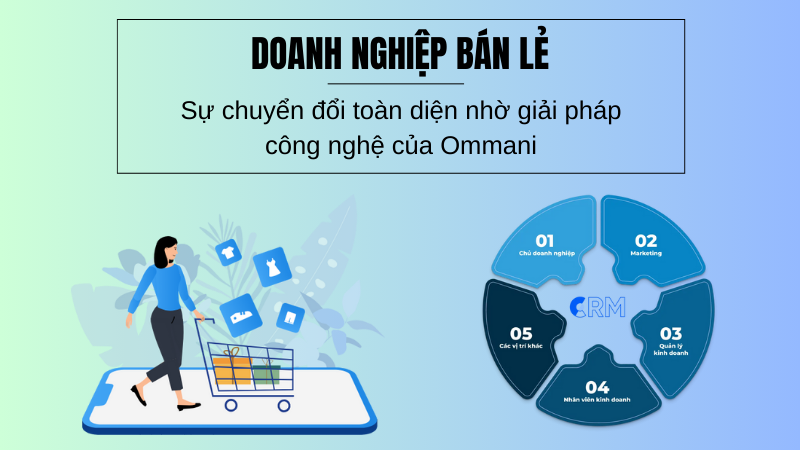 DOANH NGHIỆP BÁN LẺ
Sự chuyển đổi toàn diện nhờ giải pháp
công nghệ của Ommani
01
Chủ doanh nghiệp
02
Marketing
CRM
05
Các vị trí khác
03
Quản lý
kinh doanh
04
Nhân viên kinh doanh